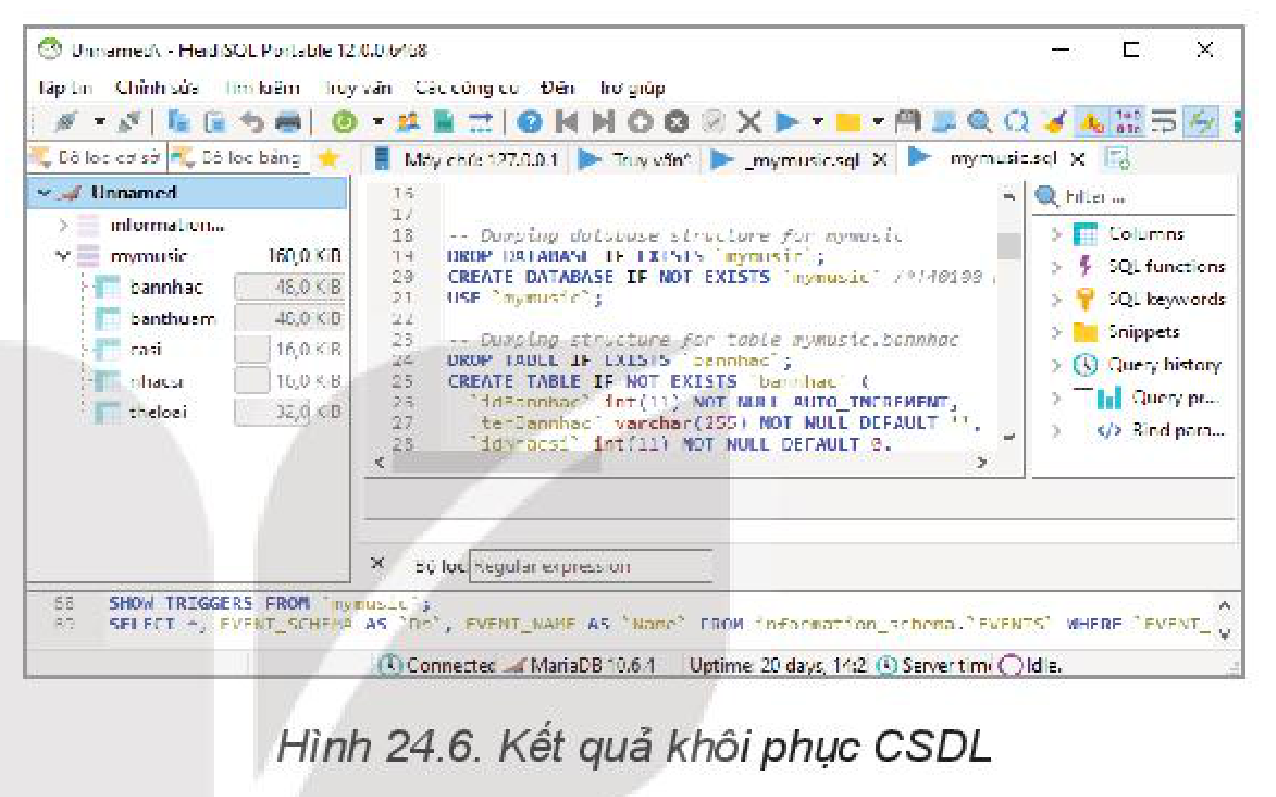 Unnamed\ - HeidiSQL Portable 12.0.0.6468
Tập tin Chỉnh sửa Tìm kiếm Truy vấn Các công cụ Đến Trợ giúp
Bộ lọc cơ sở Bộ lọc bảng
Máy chủ: 127.0.0.1 Truy vấn* _mymusic.sql mymusic.sql
Unnamed
information...
mymusic 160,0 KiB
bannhac 48,0 KiB
banthuam 48,0 KiB
casi 16,0 KiB
nhacsi 16,0 KiB
theloai 32,0 KiB
16
17
18 -- Dumping database structure for mymusic
19 DROP DATABASE IF EXISTS `mymusic`;
20 CREATE DATABASE IF NOT EXISTS `mymusic` /*!40100
21 USE `mymusic`;
22
23 -- Dumping structure for table mymusic.bannhac
24 DROP TABLE IF EXISTS `bannhac`;
25 CREATE TABLE IF NOT EXISTS `bannhac` (
26 `idBannhac` int(11) NOT NULL AUTO_INCREMENT,
27 `tenBannhac` varchar(255) NOT NULL DEFAULT '',
28 `idNhacsi` int(11) NOT NULL DEFAULT 0,
Filter ...
Columns
SQL functions
SQL keywords
Snippets
Query history
Query pr...
Bind para...
Bộ lọc: Regular expression
66 SHOW TRIGGERS FROM `mymusic`;
67 SELECT *, EVENT_SCHEMA AS `Db`, EVENT_NAME AS `Name` FROM information_schema.`EVENTS` WHERE `EVENT_
Connected MariaDB 10.6.4 Uptime: 20 days, 14:2 Server tim Idle.
Hình 24.6. Kết quả khôi phục CSDL